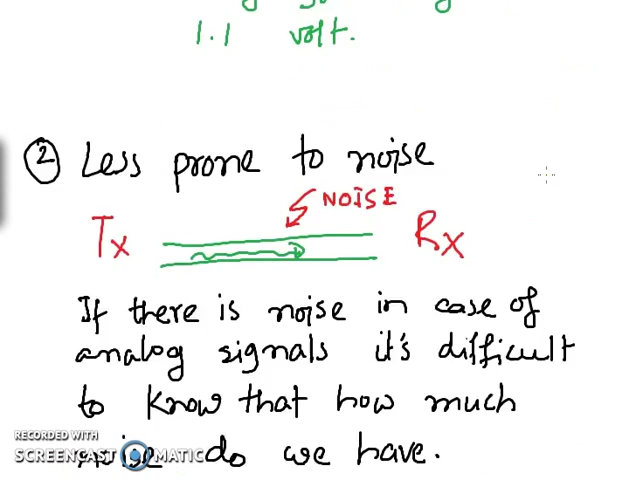 1.1 volt.
② Less prone to noise
NOISE
Tx Rx
If there is noise in case of
analog signals it's difficult
to know that how much
noise do we have.
RECORDED WITH
SCREENCAST MATIC